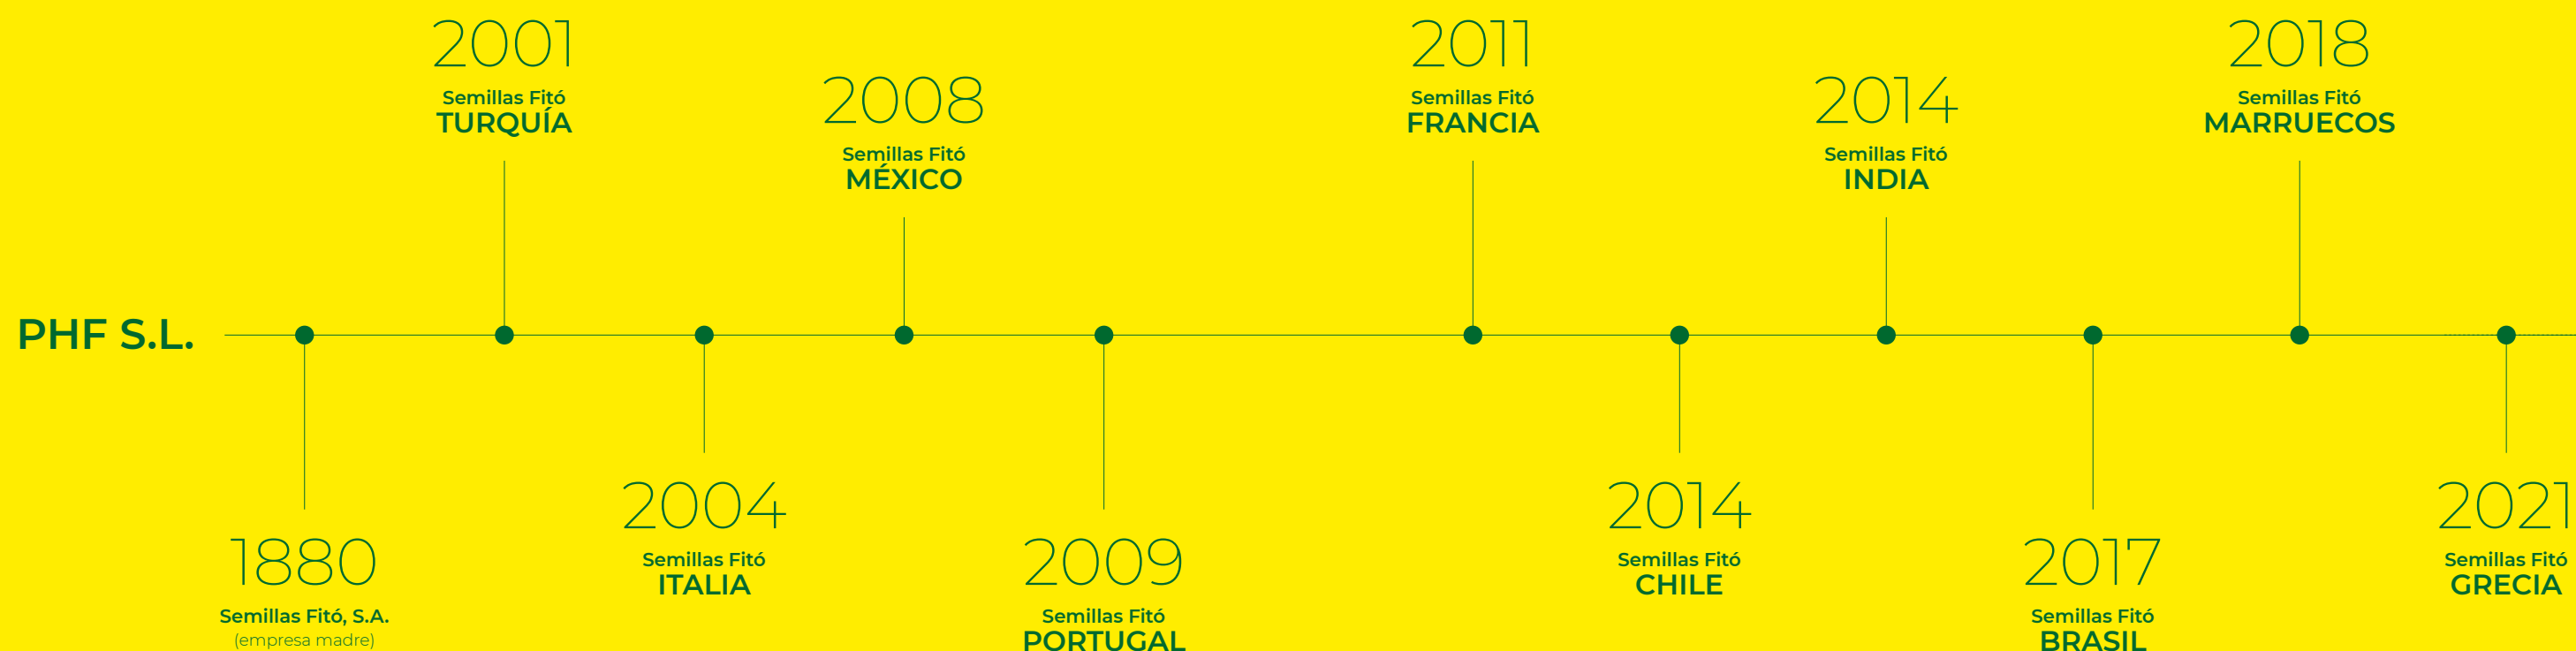 PHF S.L.
1880
Semillas Fitó, S.A.
(empresa madre)
2001
Semillas Fitó
TURQUÍA
2004
Semillas Fitó
ITALIA
2008
Semillas Fitó
MÉXICO
2009
Semillas Fitó
PORTUGAL
2011
Semillas Fitó
FRANCIA
2014
Semillas Fitó
CHILE
2014
Semillas Fitó
INDIA
2017
Semillas Fitó
BRASIL
2018
Semillas Fitó
MARRUECOS
2021
Semillas Fitó
GRECIA